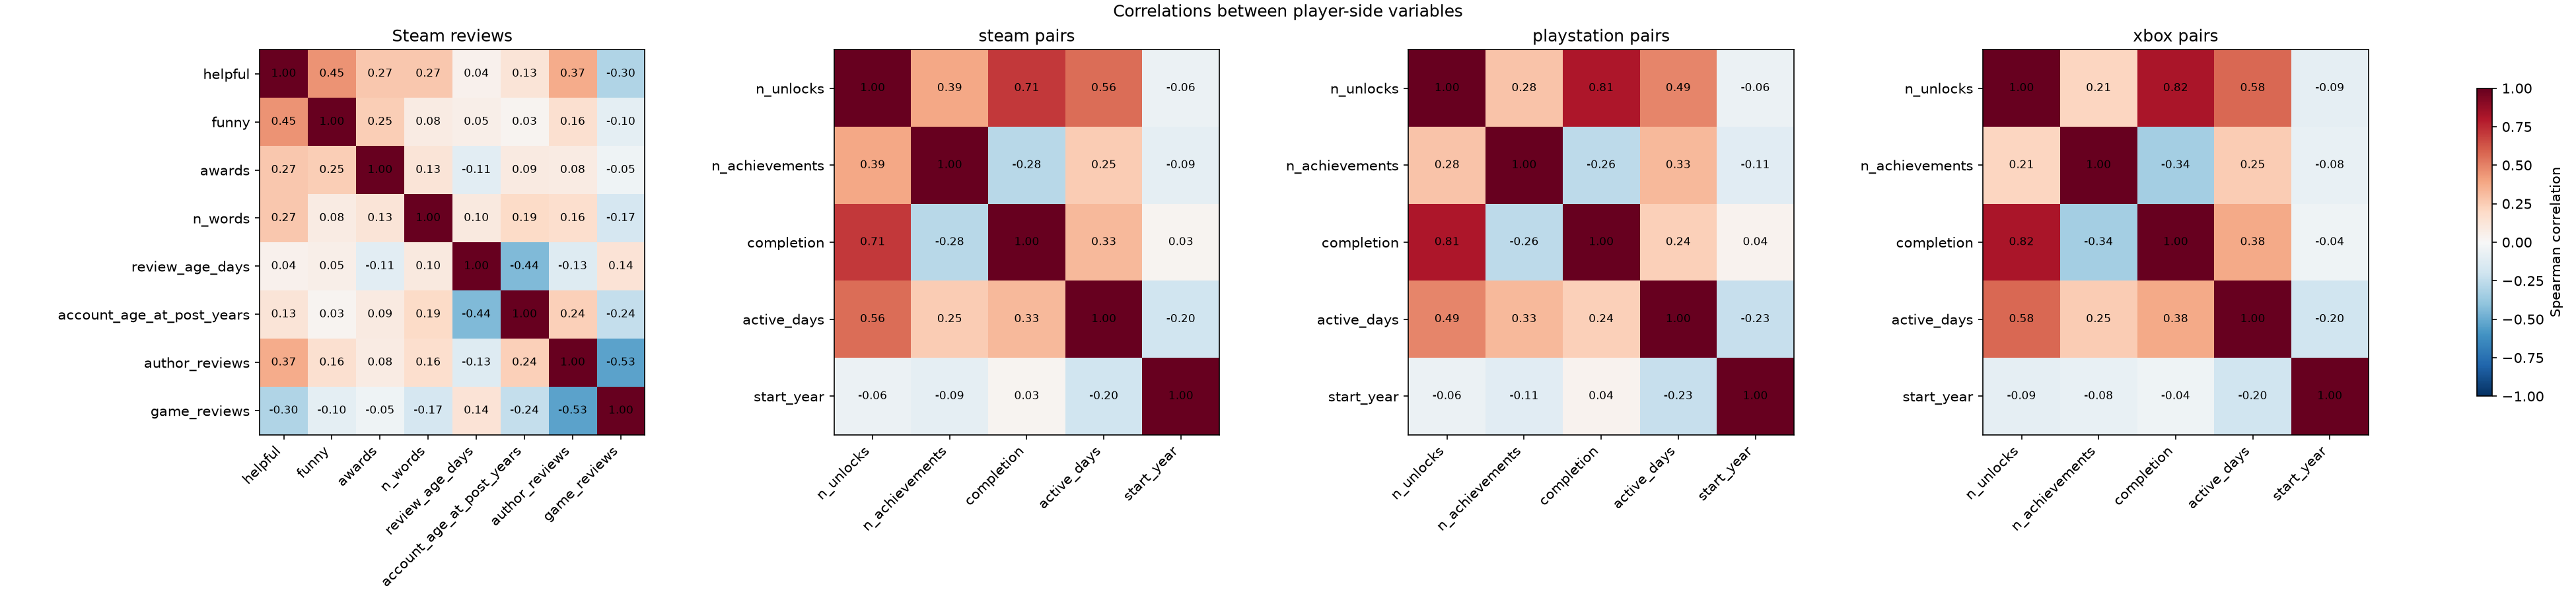 Correlations between player-side variables
Steam reviews
helpful 1.00 0.45 0.27 0.27 0.04 0.13 0.37 -0.30
funny 0.45 1.00 0.25 0.08 0.05 0.03 0.16 -0.10
awards 0.27 0.25 1.00 0.13 -0.11 0.09 0.08 -0.05
n_words 0.27 0.08 0.13 1.00 0.10 0.19 0.16 -0.17
review_age_days 0.04 0.05 -0.11 0.10 1.00 -0.44 -0.13 0.14
account_age_at_post_years 0.13 0.03 0.09 0.19 -0.44 1.00 0.24 -0.24
author_reviews 0.37 0.16 0.08 0.16 -0.13 0.24 1.00 -0.53
game_reviews -0.30 -0.10 -0.05 -0.17 0.14 -0.24 -0.53 1.00
helpful
funny
awards
n_words
review_age_days
account_age_at_post_years
author_reviews
game_reviews
steam pairs
n_unlocks 1.00 0.39 0.71 0.56 -0.06
n_achievements 0.39 1.00 -0.28 0.25 -0.09
completion 0.71 -0.28 1.00 0.33 0.03
active_days 0.56 0.25 0.33 1.00 -0.20
start_year -0.06 -0.09 0.03 -0.20 1.00
n_unlocks
n_achievements
completion
active_days
start_year
playstation pairs
n_unlocks 1.00 0.28 0.81 0.49 -0.06
n_achievements 0.28 1.00 -0.26 0.33 -0.11
completion 0.81 -0.26 1.00 0.24 0.04
active_days 0.49 0.33 0.24 1.00 -0.23
start_year -0.06 -0.11 0.04 -0.23 1.00
n_unlocks
n_achievements
completion
active_days
start_year
xbox pairs
n_unlocks 1.00 0.21 0.82 0.58 -0.09
n_achievements 0.21 1.00 -0.34 0.25 -0.08
completion 0.82 -0.34 1.00 0.38 -0.04
active_days 0.58 0.25 0.38 1.00 -0.20
start_year -0.09 -0.08 -0.04 -0.20 1.00
n_unlocks
n_achievements
completion
active_days
start_year
1.00
0.75
0.50
0.25
0.00
−0.25
−0.50
−0.75
−1.00
Spearman correlation